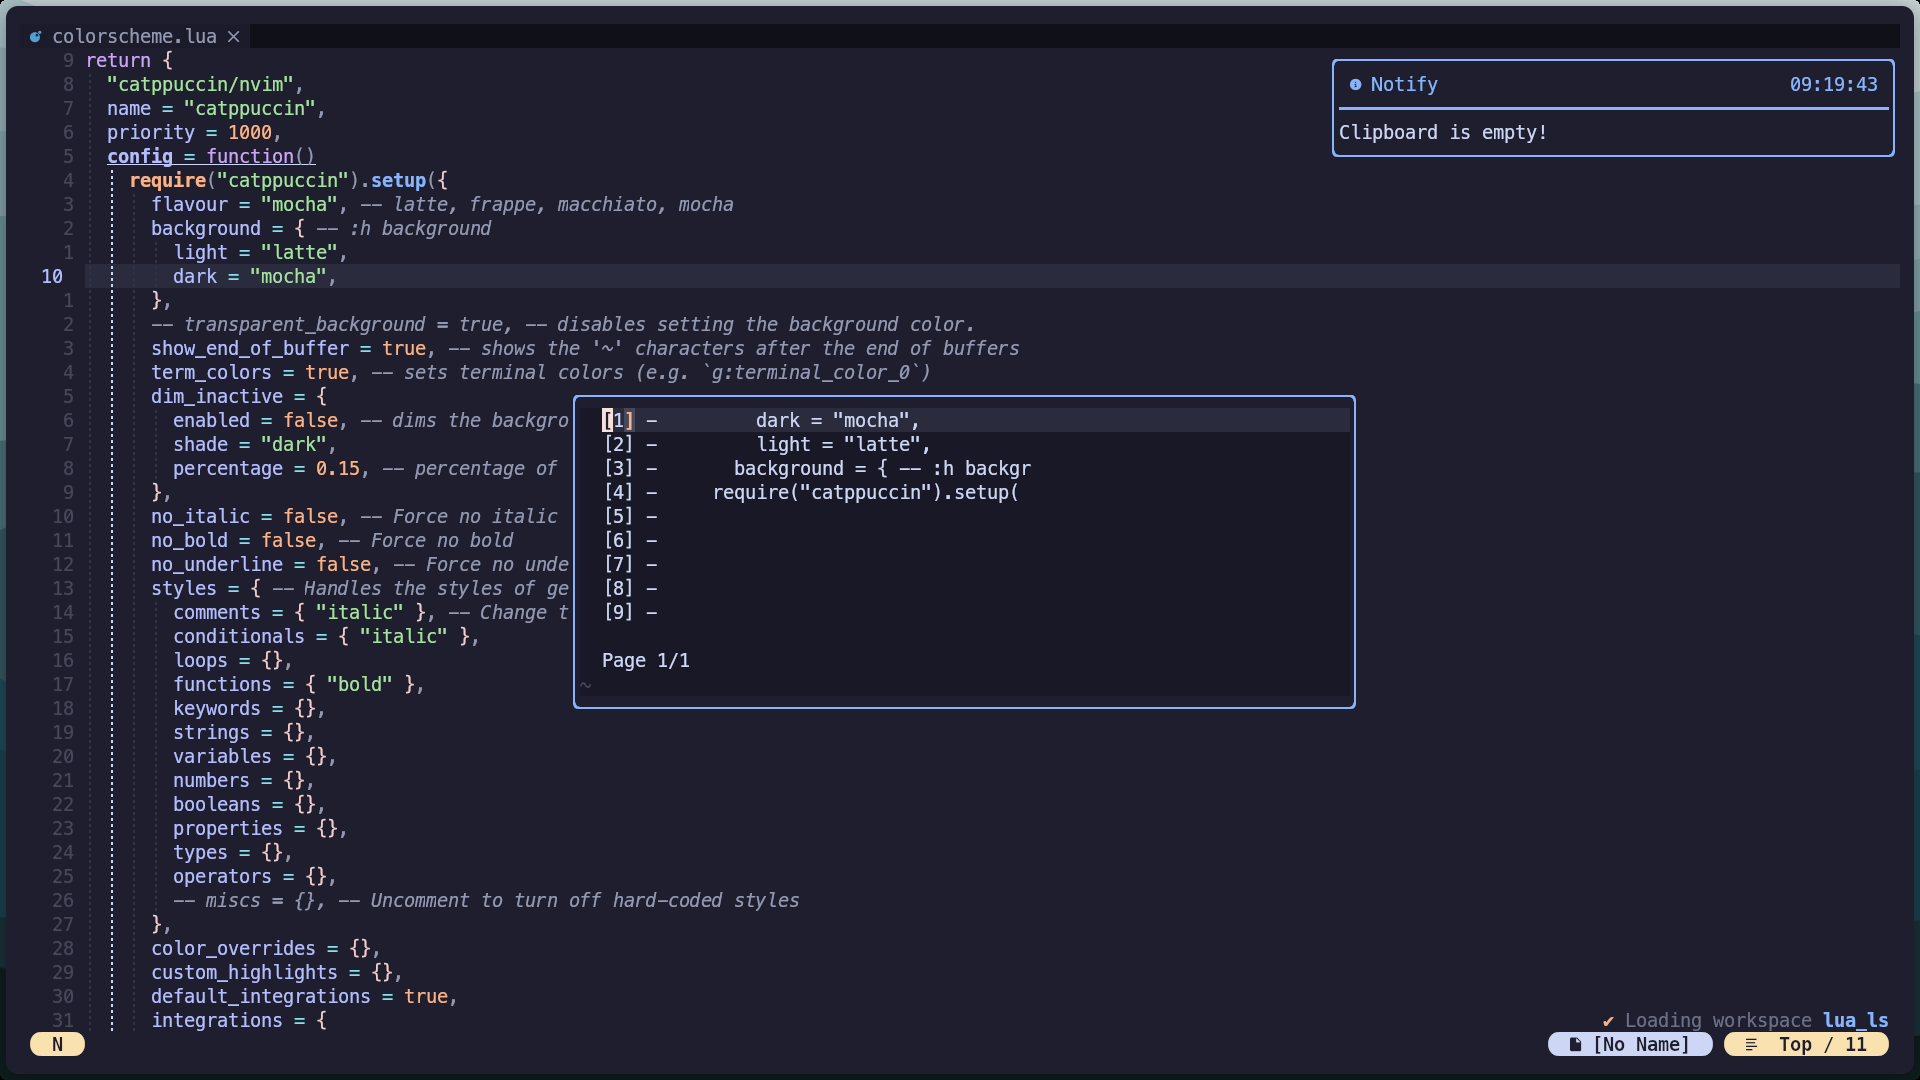 colorscheme.lua ×
9 return {
8 "catppuccin/nvim",
7 name = "catppuccin",
6 priority = 1000,
5 config = function()
4 require("catppuccin").setup({
3 flavour = "mocha", -- latte, frappe, macchiato, mocha
2 background = { -- :h background
1 light = "latte",
10 dark = "mocha",
1 },
2 -- transparent_background = true, -- disables setting the background color.
3 show_end_of_buffer = true, -- shows the '~' characters after the end of buffers
4 term_colors = true, -- sets terminal colors (e.g. `g:terminal_color_0`)
5 dim_inactive = {
6 enabled = false, -- dims the backgro
7 shade = "dark",
8 percentage = 0.15, -- percentage of
9 },
10 no_italic = false, -- Force no italic
11 no_bold = false, -- Force no bold
12 no_underline = false, -- Force no unde
13 styles = { -- Handles the styles of ge
14 comments = { "italic" }, -- Change t
15 conditionals = { "italic" },
16 loops = {},
17 functions = { "bold" },
18 keywords = {},
19 strings = {},
20 variables = {},
21 numbers = {},
22 booleans = {},
23 properties = {},
24 types = {},
25 operators = {},
26 -- miscs = {}, -- Uncomment to turn off hard-coded styles
27 },
28 color_overrides = {},
29 custom_highlights = {},
30 default_integrations = true,
31 integrations = {
Notify 09:19:43
Clipboard is empty!
[1] - dark = "mocha",
[2] - light = "latte",
[3] - background = { -- :h backgr
[4] - require("catppuccin").setup(
[5] -
[6] -
[7] -
[8] -
[9] -
Page 1/1
~
✔ Loading workspace lua_ls
N
[No Name] Top / 11